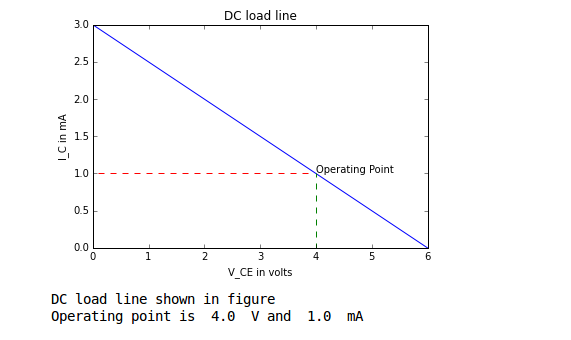 DC load line
3.0
2.5
2.0
1.5
1.0
0.5
0.0
I_C in mA
Operating Point
0 1 2 3 4 5 6
V_CE in volts
DC load line shown in figure
Operating point is 4.0 V and 1.0 mA